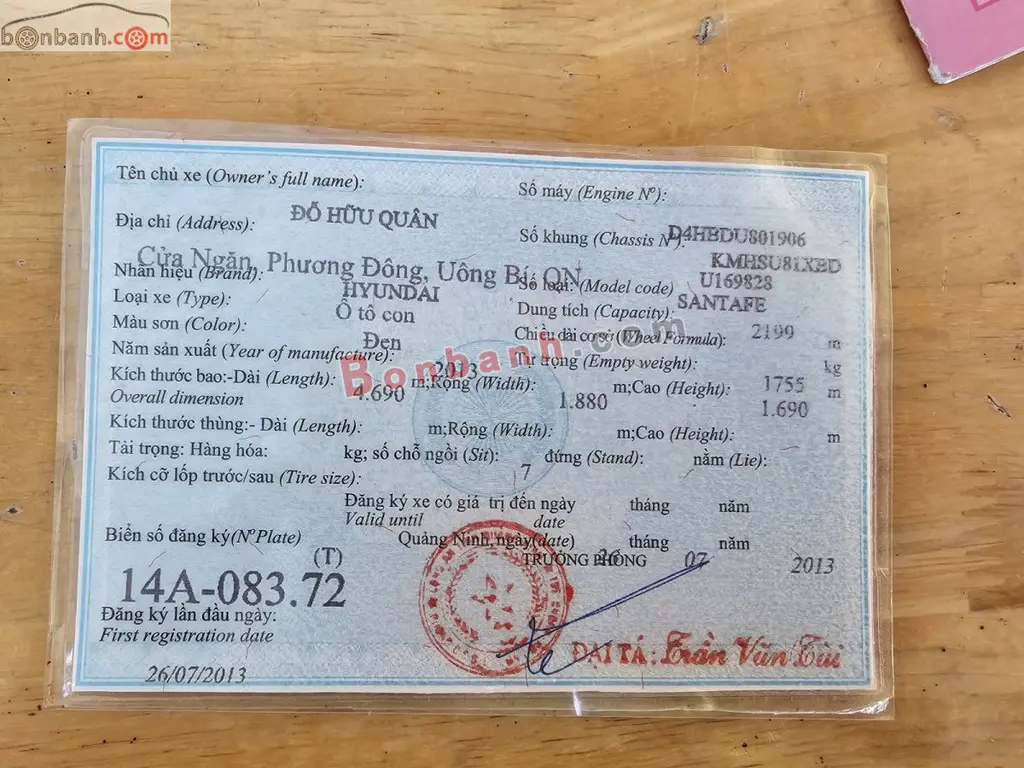 bonbanh.com
Tên chủ xe (Owner's full name):
ĐỖ HỮU QUÂN
Địa chỉ (Address):
Cửa Ngăn, Phương Đông, Uông Bí, QN
Nhãn hiệu (Brand):
HYUNDAI
Loại xe (Type):
Ô tô con
Màu sơn (Color):
Đen
Năm sản xuất (Year of manufacture):
2013
Số máy (Engine Nº):
D4HBDU801906
Số khung (Chassis Nº):
KMHSU81XBD
U169828
Số loại: (Model code)
SANTAFE
Dung tích (Capacity):
2199
Chiều dài cơ sở (Wheel Formula): m
Tự trọng (Empty weight): kg
1755
Kích thước bao:-Dài (Length): 4.690 m;Rộng (Width): 1.880 m;Cao (Height): 1.690 m
Overall dimension
Kích thước thùng:- Dài (Length): m;Rộng (Width): m;Cao (Height): m
Tải trọng: Hàng hóa: kg; số chỗ ngồi (Sit): 7 đứng (Stand): nằm (Lie):
Kích cỡ lốp trước/sau (Tire size):
Đăng ký xe có giá trị đến ngày tháng năm
Valid until date
Biển số đăng ký(NºPlate)
Quảng Ninh, ngày(date) 26 tháng 07 năm 2013
TRƯỞNG PHÒNG
(T)
14A-083.72
Đăng ký lần đầu ngày:
First registration date
26/07/2013
ĐẠI TÁ: Trần Văn Tùi
Bonbanh.com